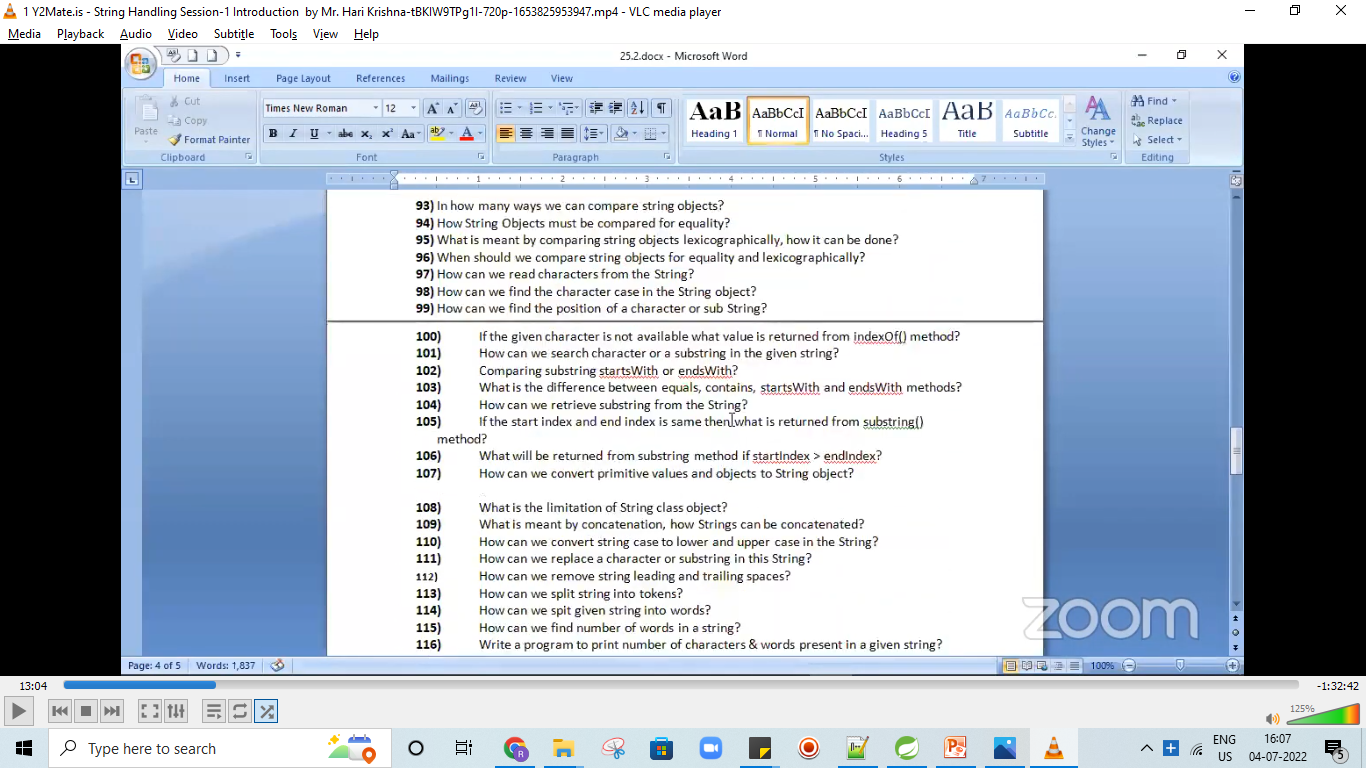 1 Y2Mate.is - String Handling Session-1 Introduction by Mr. Hari Krishna-tBKlW9TPg1I-720p-1653825953947.mp4 - VLC media player
Media Playback Audio Video Subtitle Tools View Help
25.2.docx - Microsoft Word
Home Insert Page Layout References Mailings Review View
Paste
Cut
Copy
Format Painter
Times New Roman 12
AaB AaBbCcI AaBbCcI AaBbCcI AaB AaBbCc.
Heading 1 ¶ Normal ¶ No Spaci... Heading 5 Title Subtitle
Change Styles
Find
Replace
Select
Clipboard Font Paragraph Styles Editing
1 1 2 3 4 5 6 7
93) In how many ways we can compare string objects?
94) How String Objects must be compared for equality?
95) What is meant by comparing string objects lexicographically, how it can be done?
96) When should we compare string objects for equality and lexicographically?
97) How can we read characters from the String?
98) How can we find the character case in the String object?
99) How can we find the position of a character or sub String?
100) If the given character is not available what value is returned from indexOf() method?
101) How can we search character or a substring in the given string?
102) Comparing substring startsWith or endsWith?
103) What is the difference between equals, contains, startsWith and endsWith methods?
104) How can we retrieve substring from the String?
105) If the start index and end index is same then what is returned from substring()
method?
106) What will be returned from substring method if startIndex > endIndex?
107) How can we convert primitive values and objects to String object?
108) What is the limitation of String class object?
109) What is meant by concatenation, how Strings can be concatenated?
110) How can we convert string case to lower and upper case in the String?
111) How can we replace a character or substring in this String?
112) How can we remove string leading and trailing spaces?
113) How can we split string into tokens?
114) How can we spit given string into words?
115) How can we find number of words in a string?
116) Write a program to print number of characters & words present in a given string?
zoom
Page: 4 of 5 Words: 1,837 100%
13:04 -1:32:42
125%
Type here to search
ENG
US
16:07
04-07-2022
5